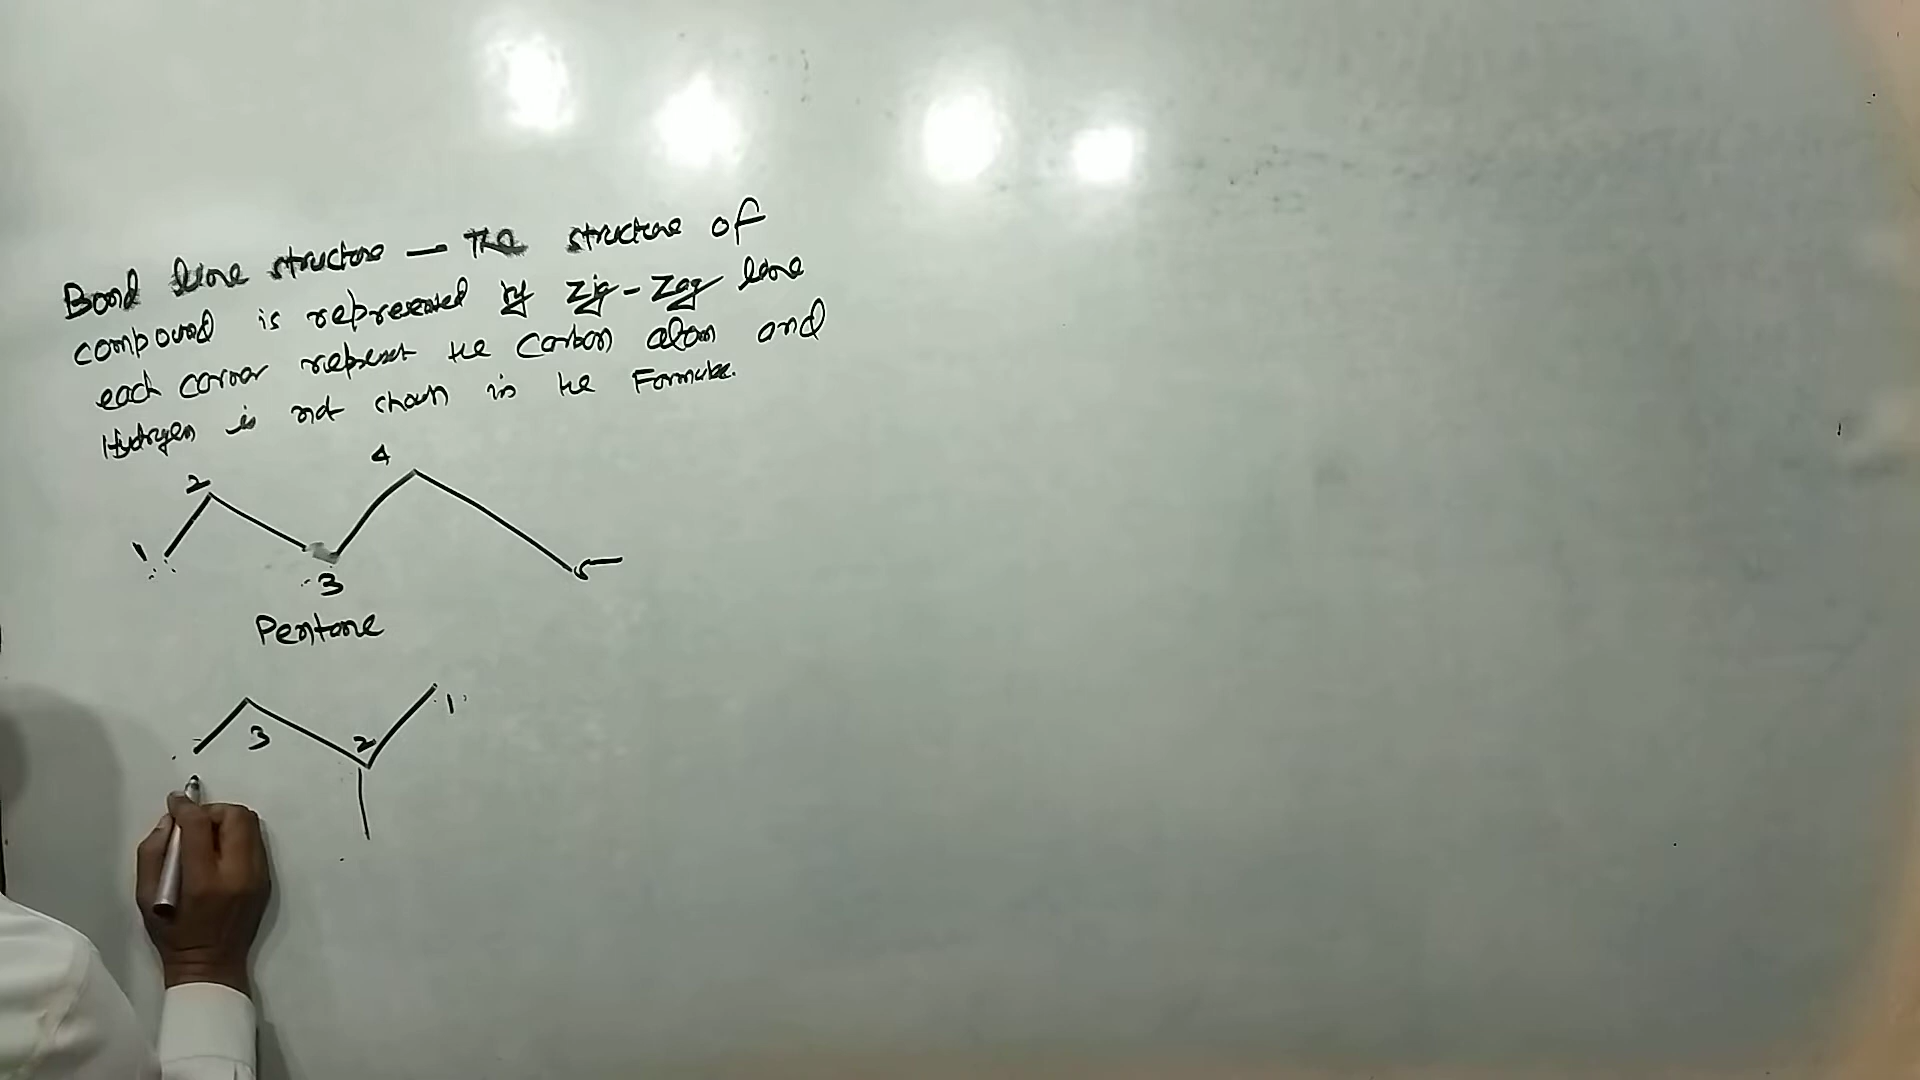 Bond line structure — The structure of
compound is represented by Zig-Zag line
each corner represent the Carbon atom and
Hydrogen is not shown in the Formula.
2
4
1
3
5
Pentane
1
3
2